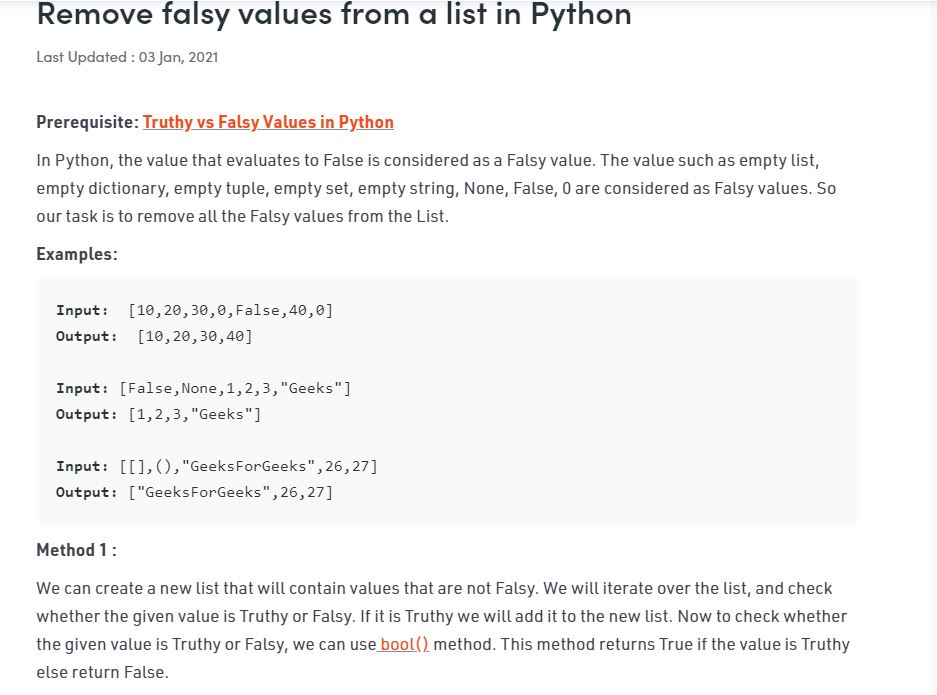 Remove falsy values from a list in Python
Last Updated : 03 Jan, 2021
Prerequisite: Truthy vs Falsy Values in Python
In Python, the value that evaluates to False is considered as a Falsy value. The value such as empty list,
empty dictionary, empty tuple, empty set, empty string, None, False, 0 are considered as Falsy values. So
our task is to remove all the Falsy values from the List.
Examples:
Input:  [10,20,30,0,False,40,0]
Output:  [10,20,30,40]
Input: [False,None,1,2,3,"Geeks"]
Output: [1,2,3,"Geeks"]
Input: [[],(),"GeeksForGeeks",26,27]
Output: ["GeeksForGeeks",26,27]
Method 1 :
We can create a new list that will contain values that are not Falsy. We will iterate over the list, and check
whether the given value is Truthy or Falsy. If it is Truthy we will add it to the new list. Now to check whether
the given value is Truthy or Falsy, we can use bool() method. This method returns True if the value is Truthy
else return False.